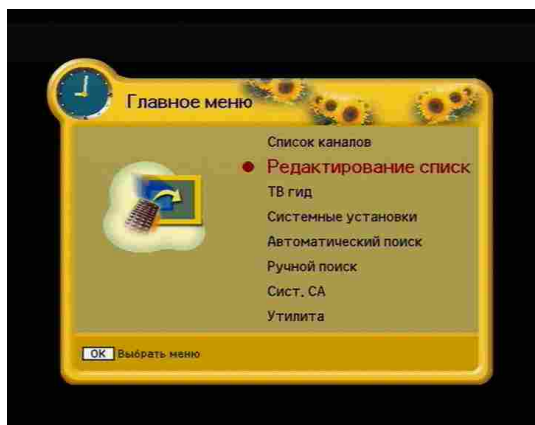 Главное меню
Список каналов
Редактирование списк
ТВ гид
Системные установки
Автоматический поиск
Ручной поиск
Сист. СА
Утилита
OK Выбрать меню